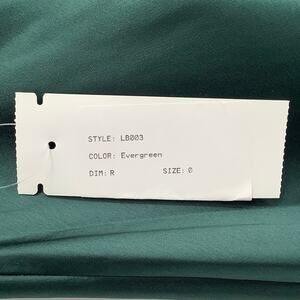 STYLE: LB003
COLOR: Evergreen
DIM: R SIZE: 0